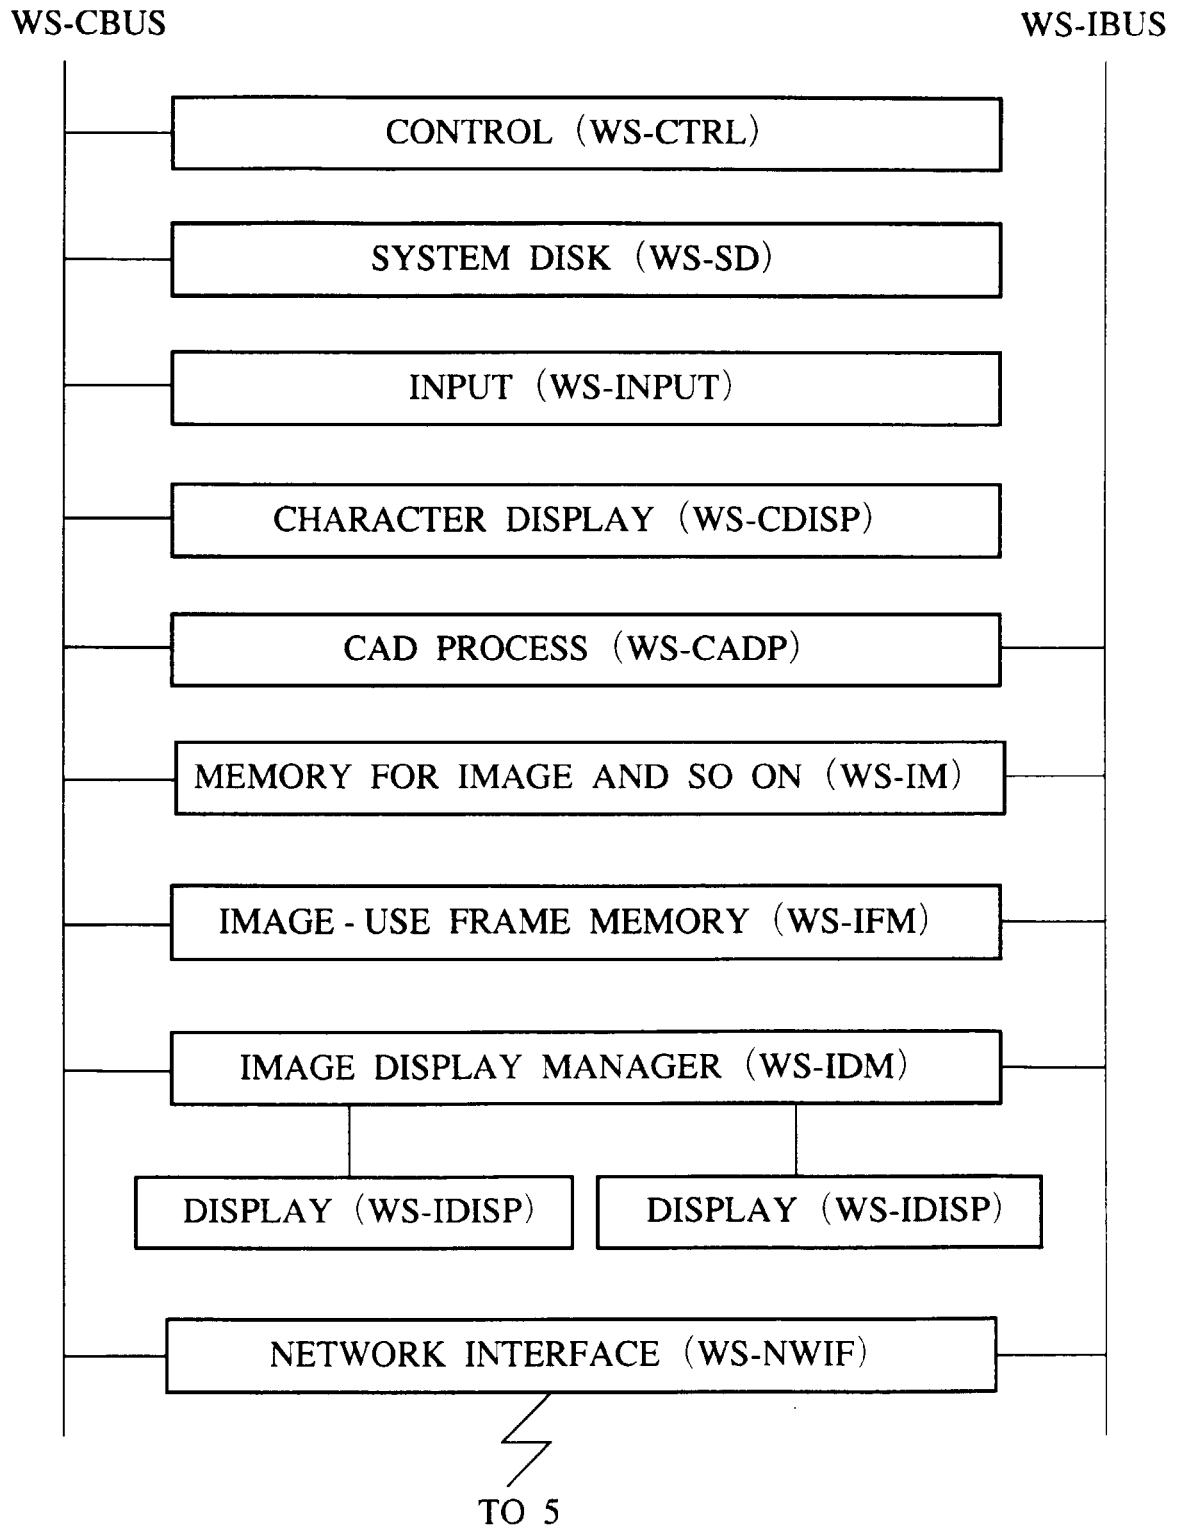 WS-CBUS
WS-IBUS
CONTROL (WS-CTRL)
SYSTEM DISK (WS-SD)
INPUT (WS-INPUT)
CHARACTER DISPLAY (WS-CDISP)
CAD PROCESS (WS-CADP)
MEMORY FOR IMAGE AND SO ON (WS-IM)
IMAGE - USE FRAME MEMORY (WS-IFM)
IMAGE DISPLAY MANAGER (WS-IDM)
DISPLAY (WS-IDISP)
DISPLAY (WS-IDISP)
NETWORK INTERFACE (WS-NWIF)
TO 5